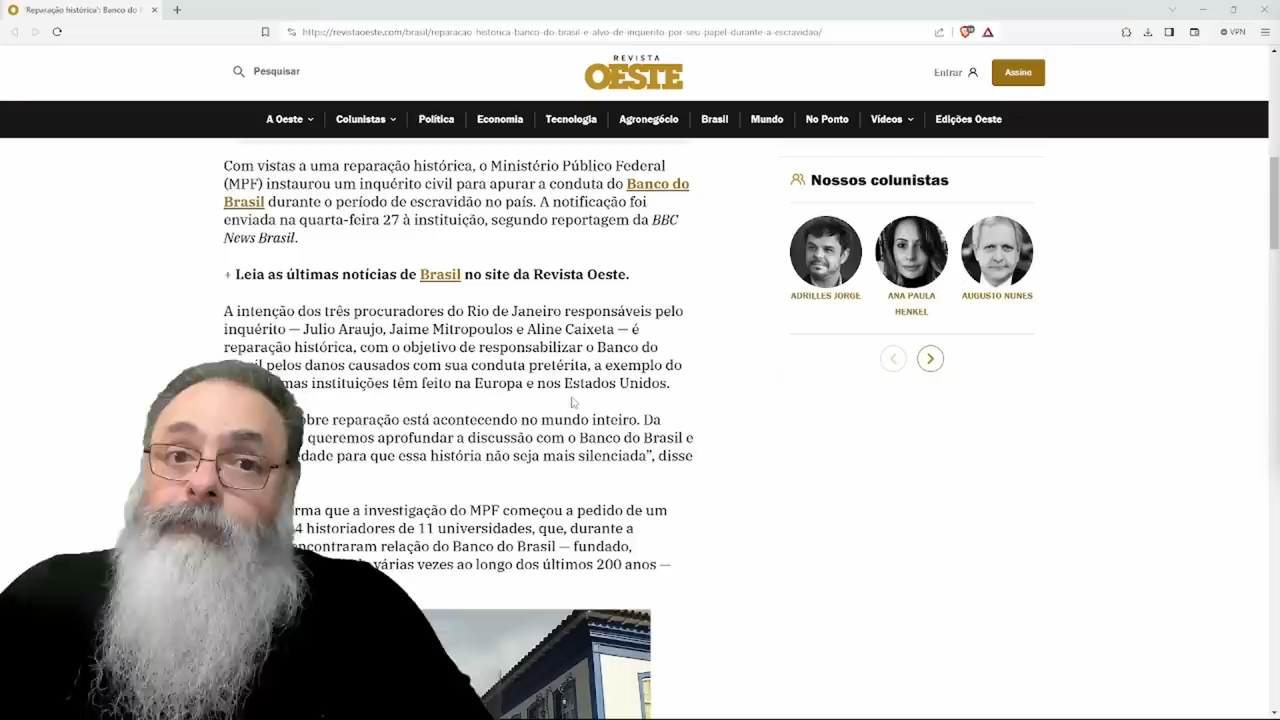 'Reparação histórica': Banco do
https://revistaoeste.com/brasil/reparacao-historica-banco-do-brasil-e-alvo-de-inquerito-por-seu-papel-durante-a-escravidao/
VPN
Pesquisar
REVISTA
OESTE
Entrar
Assine
A Oeste
Colunistas
Política
Economia
Tecnologia
Agronegócio
Brasil
Mundo
No Ponto
Vídeos
Edições Oeste
Com vistas a uma reparação histórica, o Ministério Público Federal
(MPF) instaurou um inquérito civil para apurar a conduta do Banco do
Brasil durante o período de escravidão no país. A notificação foi
enviada na quarta-feira 27 à instituição, segundo reportagem da BBC
News Brasil.
+ Leia as últimas notícias de Brasil no site da Revista Oeste.
A intenção dos três procuradores do Rio de Janeiro responsáveis pelo
inquérito — Julio Araujo, Jaime Mitropoulos e Aline Caixeta — é
reparação histórica, com o objetivo de responsabilizar o Banco do
pelos danos causados com sua conduta pretérita, a exemplo do
mas instituições têm feito na Europa e nos Estados Unidos.
obre reparação está acontecendo no mundo inteiro. Da
queremos aprofundar a discussão com o Banco do Brasil e
edade para que essa história não seja mais silenciada”, disse
rma que a investigação do MPF começou a pedido de um
4 historiadores de 11 universidades, que, durante a
ncontraram relação do Banco do Brasil — fundado,
várias vezes ao longo dos últimos 200 anos —
Nossos colunistas
ADRILLES JORGE
ANA PAULA
HENKEL
AUGUSTO NUNES